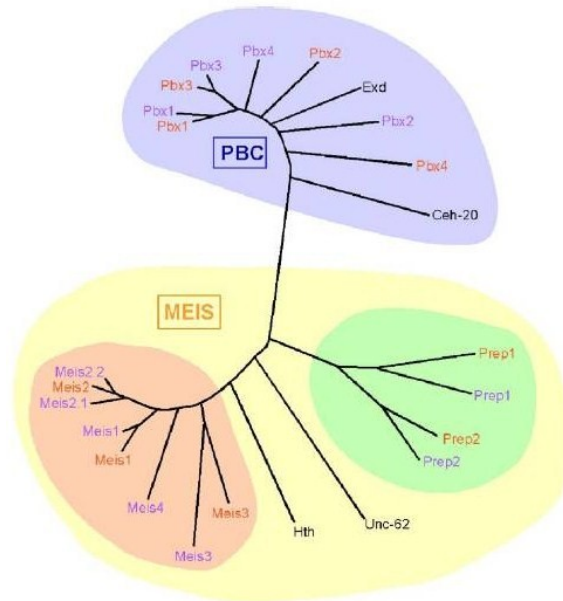 Pbx4
Pbx2
Pbx3
Pbx3
Exd
Pbx1
Pbx1
Pbx2
PBC
Pbx4
Ceh-20
MEIS
Prep1
Meis2.2
Meis2
Meis2.1
Prep1
Meis1
Meis1
Prep2
Prep2
Meis4
Meis3
Hth
Unc-62
Meis3